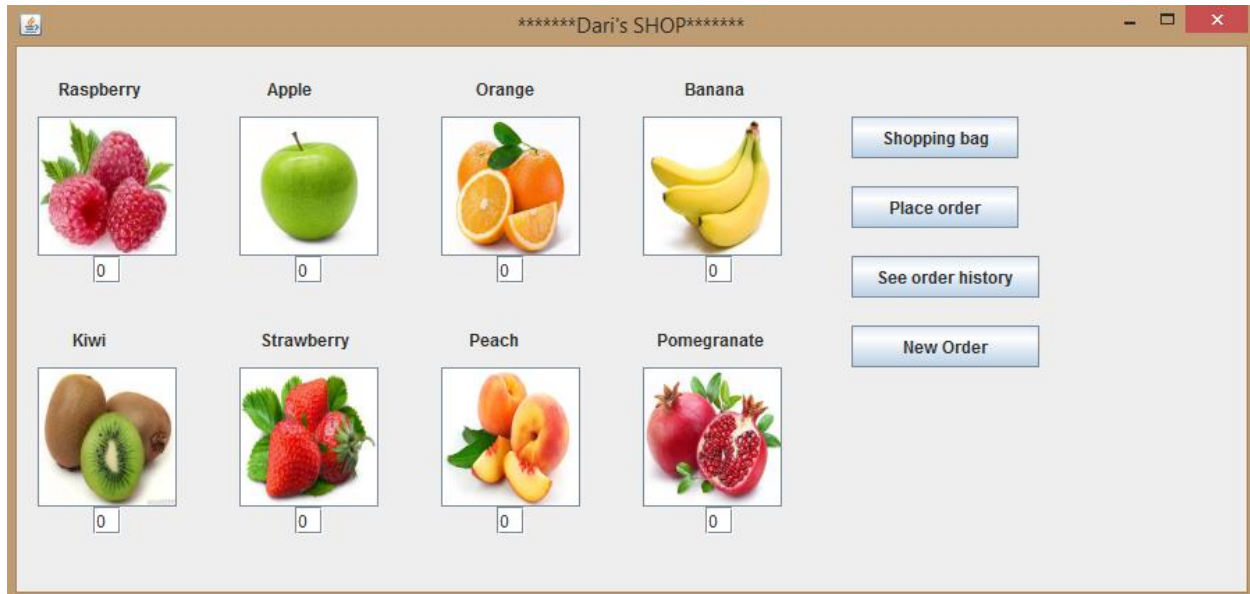 *******Dari's SHOP*******
Raspberry Apple Orange Banana
Shopping bag
Place order
0 0 0 0
See order history
Kiwi Strawberry Peach Pomegranate
New Order
0 0 0 0